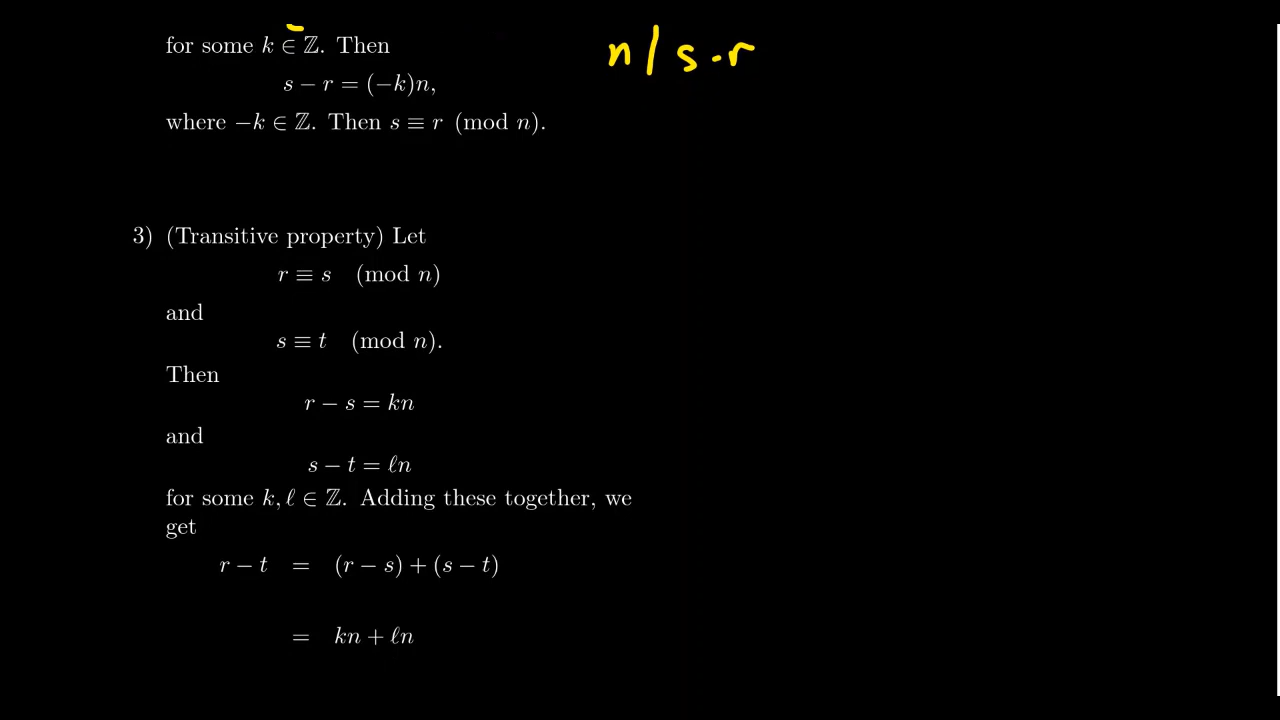 for some k ∈ ℤ. Then
n | s - r
s − r = (−k)n,
where −k ∈ ℤ. Then s ≡ r (mod n).
3) (Transitive property) Let
r ≡ s (mod n)
and
s ≡ t (mod n).
Then
r − s = kn
and
s − t = ℓn
for some k, ℓ ∈ ℤ. Adding these together, we
get
r − t = (r − s) + (s − t)
= kn + ℓn